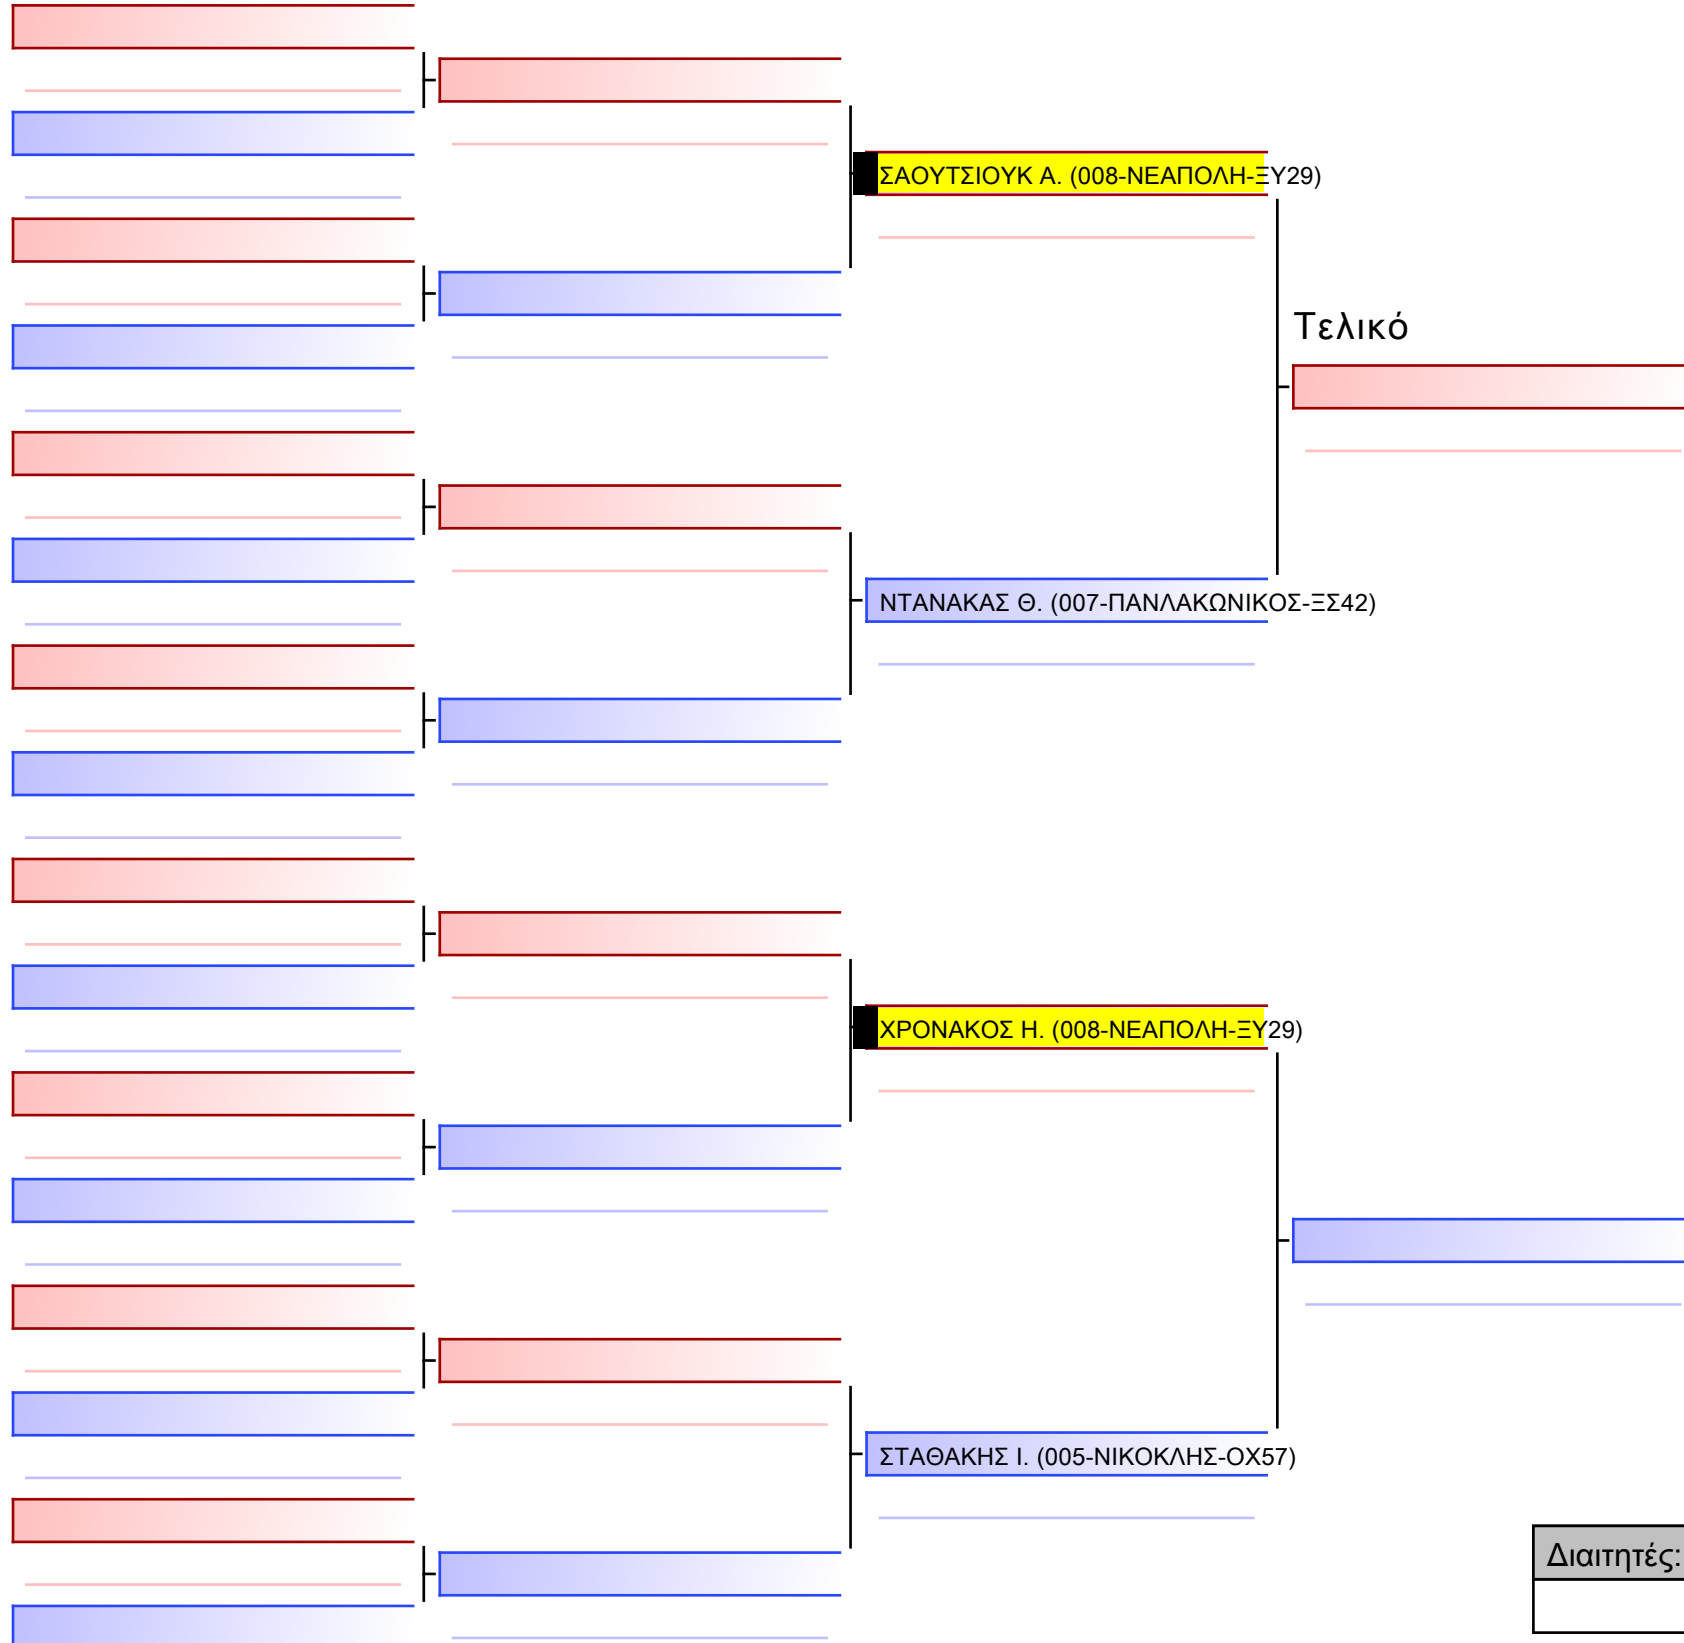 ΣΑΟΥΤΣΙΟΥΚ Α. (008-ΝΕΑΠΟΛΗ-ΞΥ29)
Τελικό
ΝΤΑΝΑΚΑΣ Θ. (007-ΠΑΝΛΑΚΩΝΙΚΟΣ-ΞΣ42)
ΧΡΟΝΑΚΟΣ Η. (008-ΝΕΑΠΟΛΗ-ΞΥ29)
ΣΤΑΘΑΚΗΣ Ι. (005-ΝΙΚΟΚΛΗΣ-ΟΧ57)
Διαιτητές: